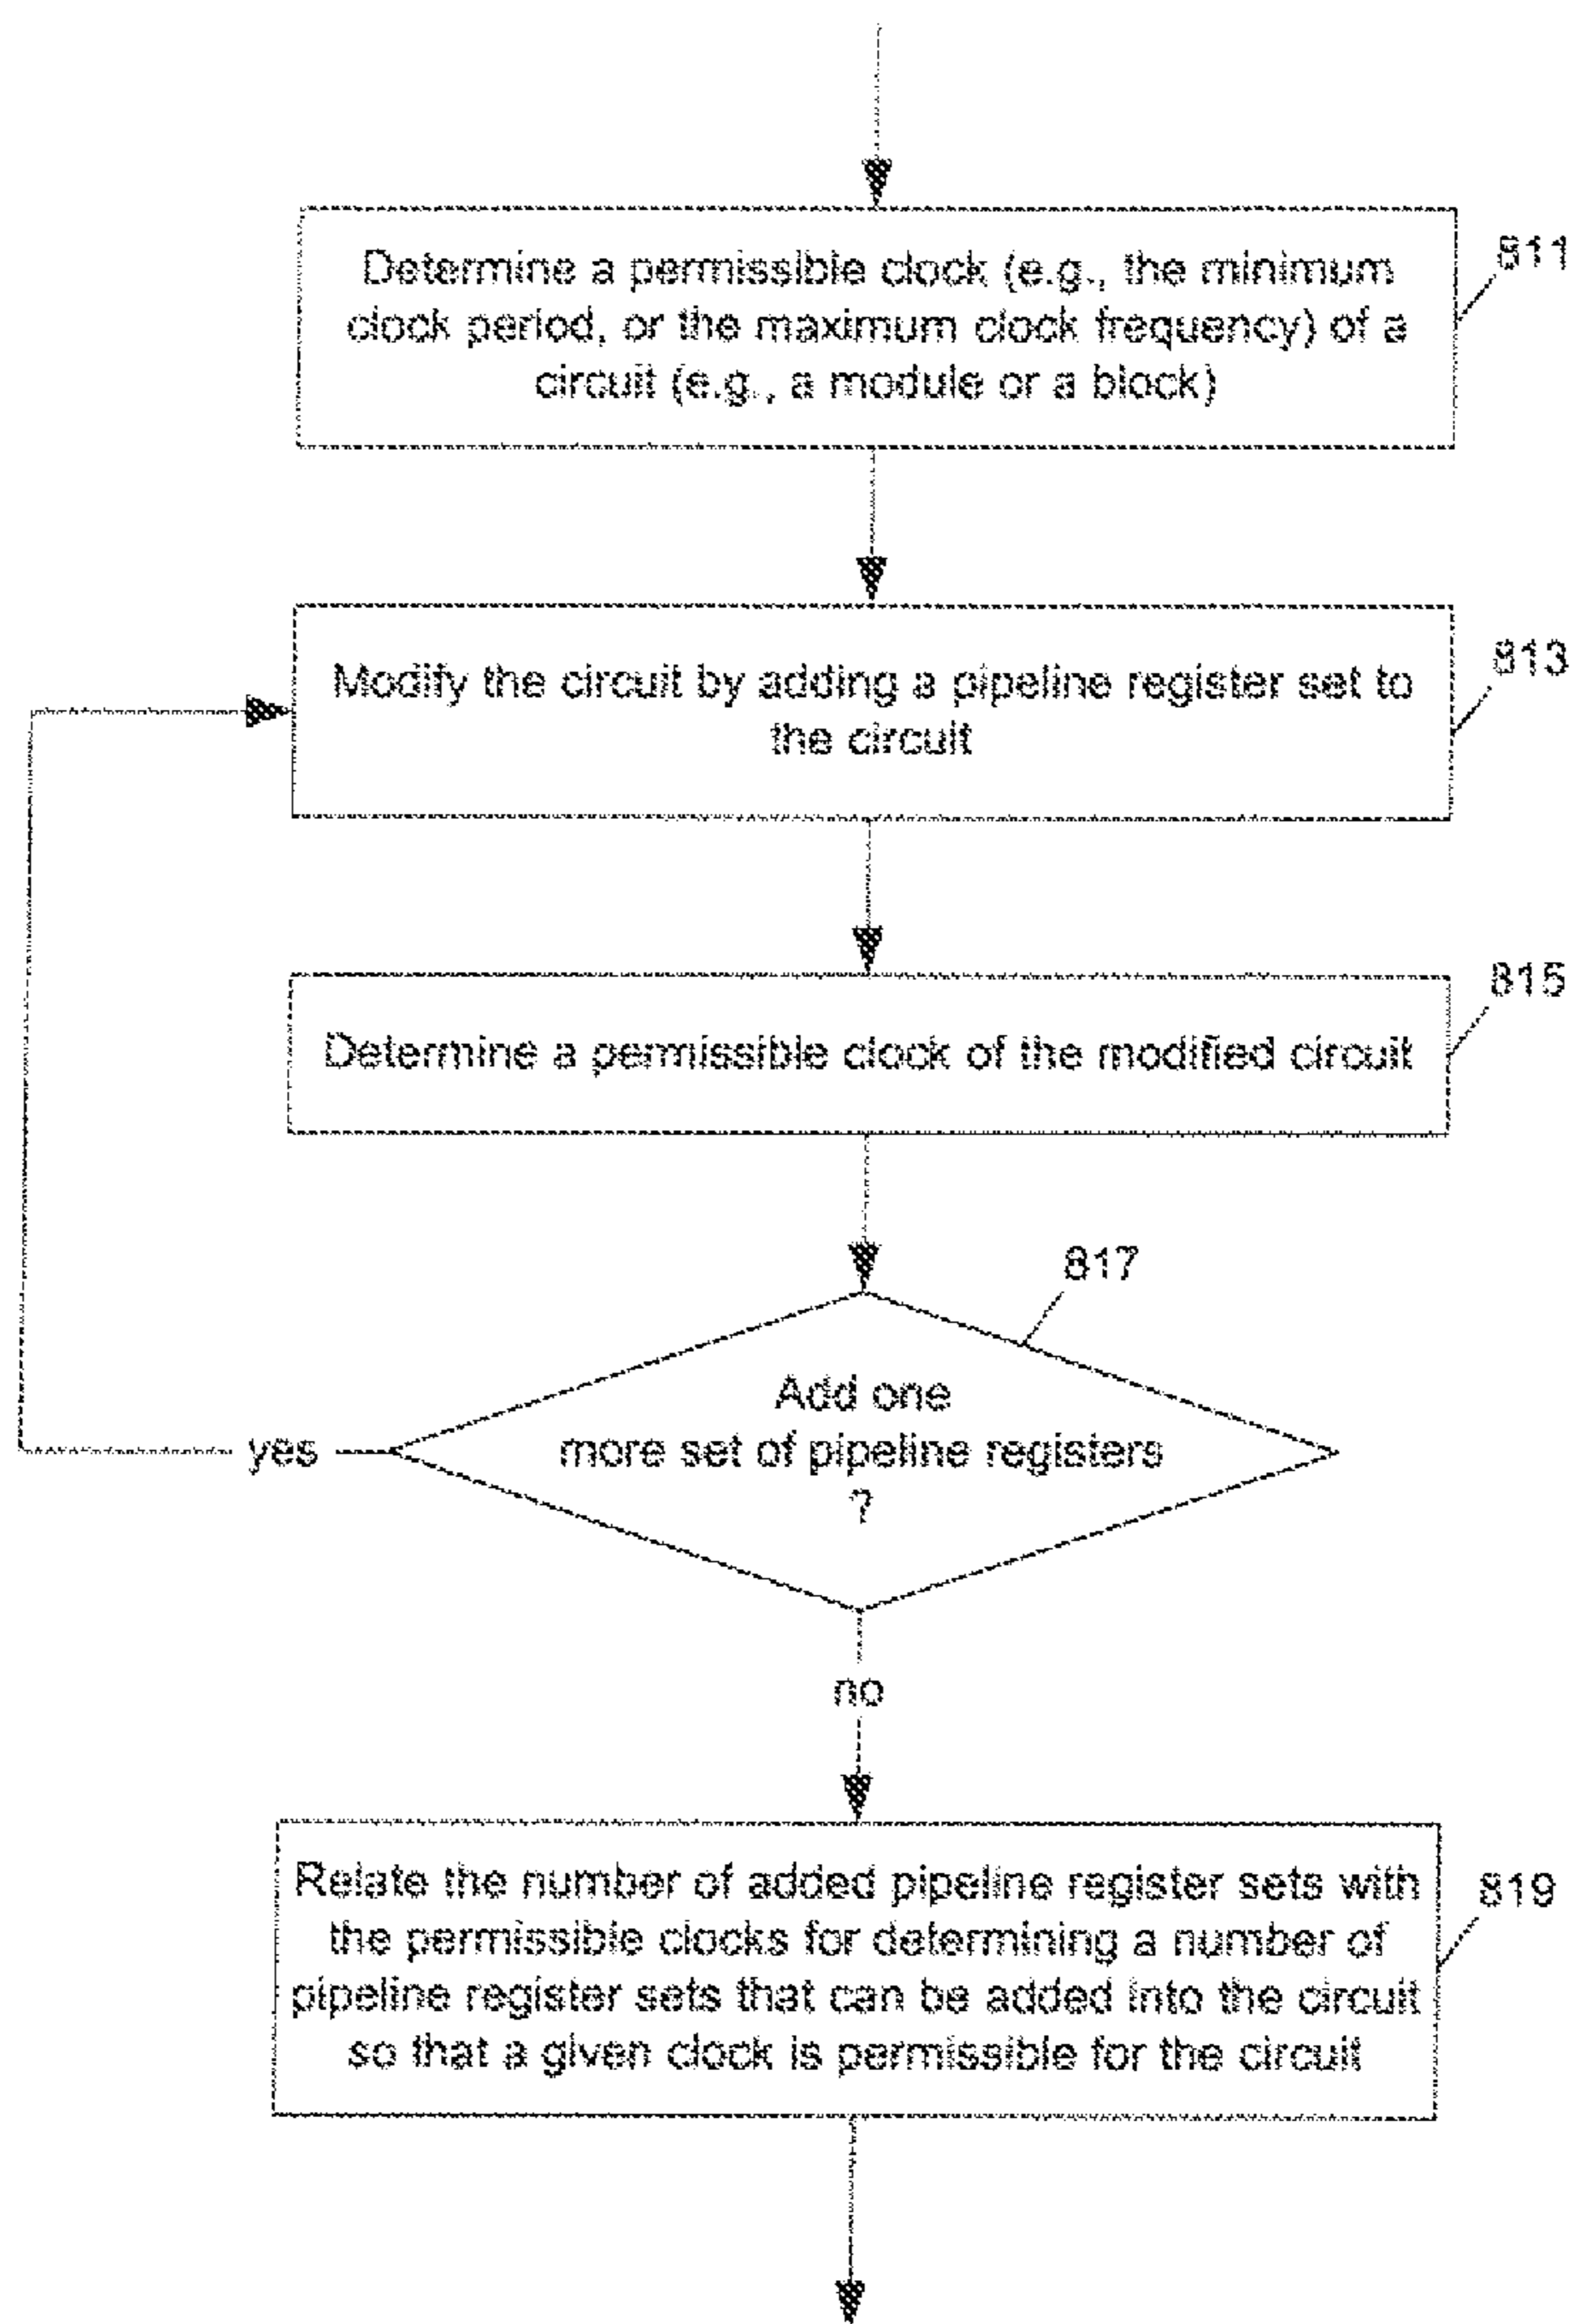 Determine a permissible clock (e.g., the minimum
clock period, or the maximum clock frequency) of a
circuit (e.g., a module or a block)
811
Modify the circuit by adding a pipeline register set to
the circuit
813
Determine a permissible clock of the modified circuit
815
817
Add one
more set of pipeline registers
?
yes
no
Relate the number of added pipeline register sets with
the permissible clocks for determining a number of
pipeline register sets that can be added into the circuit
so that a given clock is permissible for the circuit
819